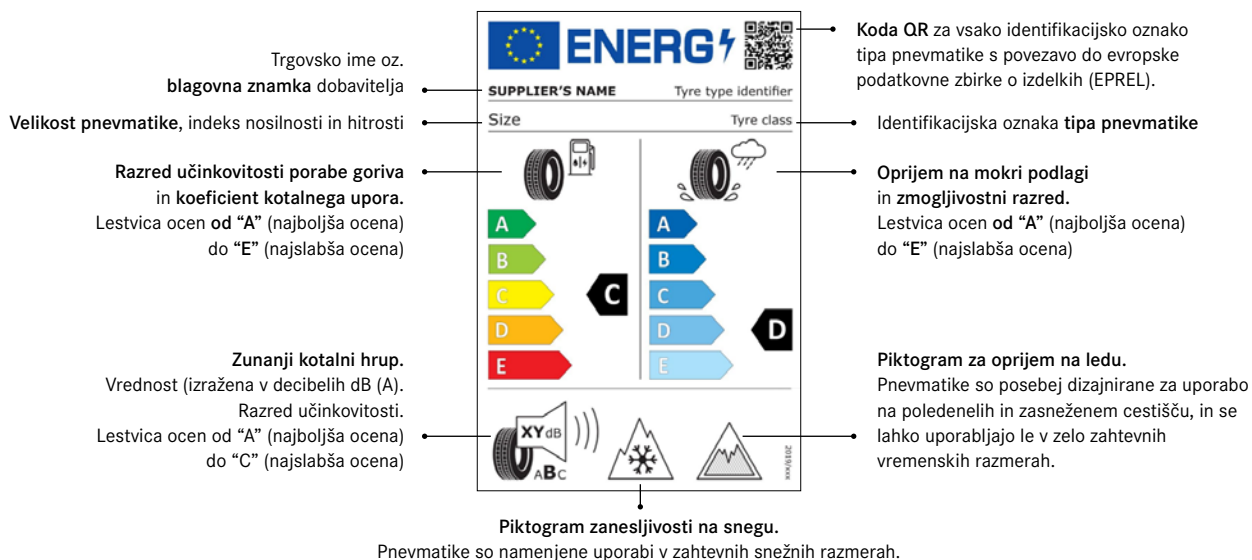 Trgovsko ime oz.
blagovna znamka dobavitelja
Velikost pnevmatike, indeks nosilnosti in hitrosti
Razred učinkovitosti porabe goriva
in koeficient kotalnega upora.
Lestvica ocen od “A” (najboljša ocena)
do “E” (najslabša ocena)
Zunanji kotalni hrup.
Vrednost (izražena v decibelih dB (A).
Razred učinkovitosti.
Lestvica ocen od “A” (najboljša ocena)
do “C” (najslabša ocena)
ENERG
SUPPLIER'S NAME Tyre type identifier
Size Tyre class
A
B
C
D
E
C
A
B
C
D
E
D
XYdB
ABC
2019/xxx
Koda QR za vsako identifikacijsko oznako
tipa pnevmatike s povezavo do evropske
podatkovne zbirke o izdelkih (EPREL).
Identifikacijska oznaka tipa pnevmatike
Oprijem na mokri podlagi
in zmogljivostni razred.
Lestvica ocen od “A” (najboljša ocena)
do “E” (najslabša ocena)
Piktogram za oprijem na ledu.
Pnevmatike so posebej dizajnirane za uporabo
na poledenelih in zasneženem cestišču, in se
lahko uporabljajo le v zelo zahtevnih
vremenskih razmerah.
Piktogram zanesljivosti na snegu.
Pnevmatike so namenjene uporabi v zahtevnih snežnih razmerah.